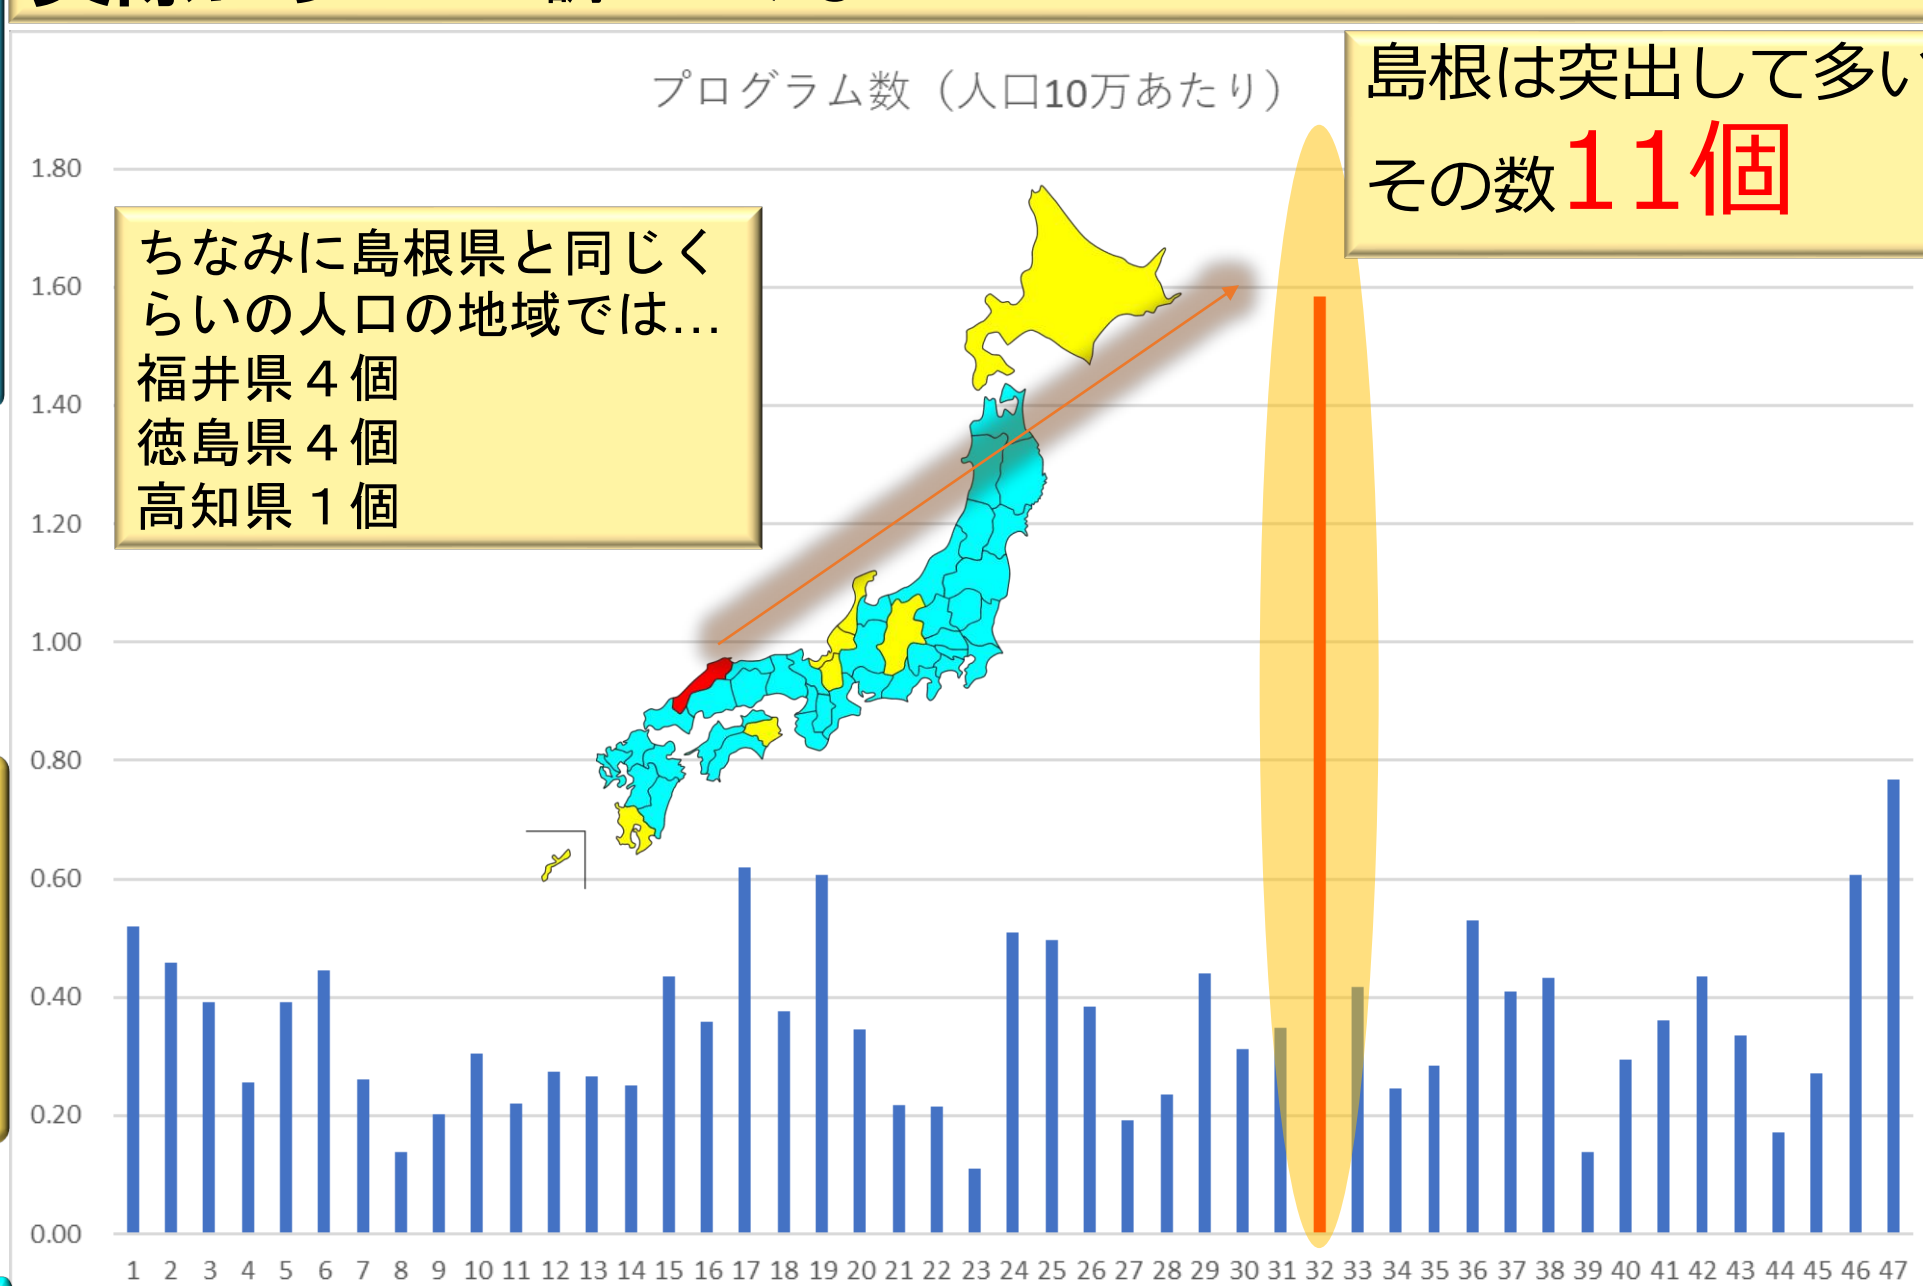 プログラム数（人口10万あたり）
島根は突出して多い
その数11個
ちなみに島根県と同じく
らいの人口の地域では…
福井県４個
徳島県４個
高知県１個
1.80
1.60
1.40
1.20
1.00
0.80
0.60
0.40
0.20
0.00
1 2 3 4 5 6 7 8 9 10 11 12 13 14 15 16 17 18 19 20 21 22 23 24 25 26 27 28 29 30 31 32 33 34 35 36 37 38 39 40 41 42 43 44 45 46 47